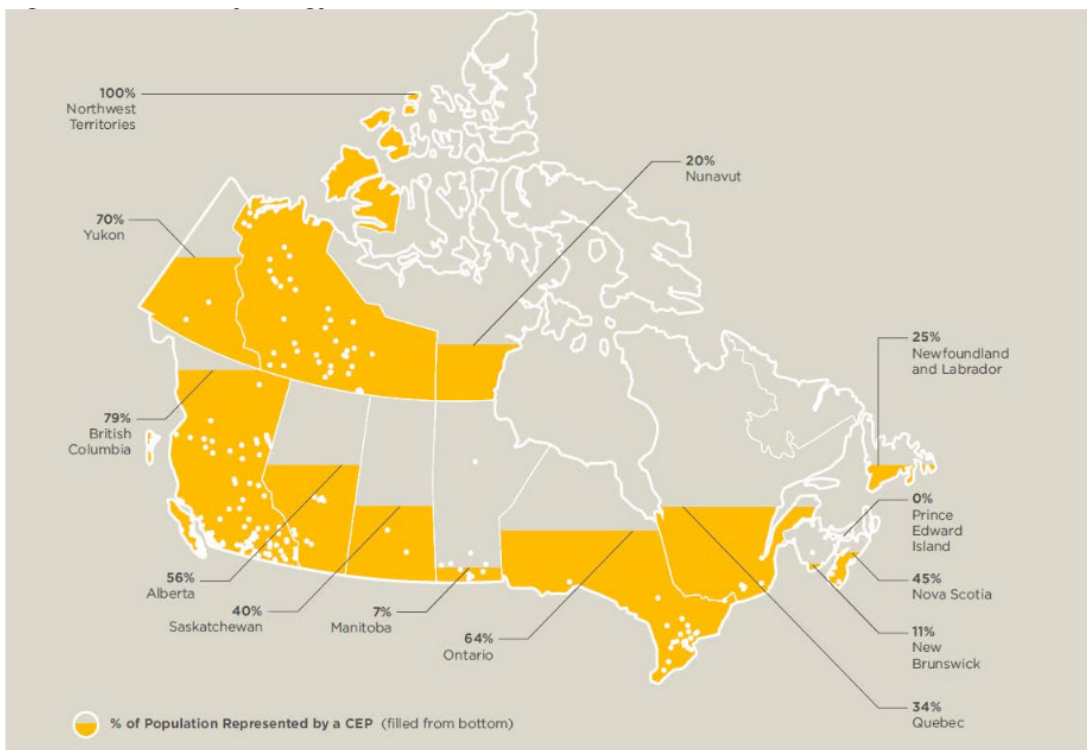 100%
Northwest
Territories
20%
Nunavut
70%
Yukon
25%
Newfoundland
and Labrador
79%
British
Columbia
0%
Prince
Edward
Island
56%
Alberta
45%
Nova Scotia
40%
Saskatchewan
7%
Manitoba
64%
Ontario
11%
New
Brunswick
34%
Quebec
% of Population Represented by a CEP (filled from bottom)